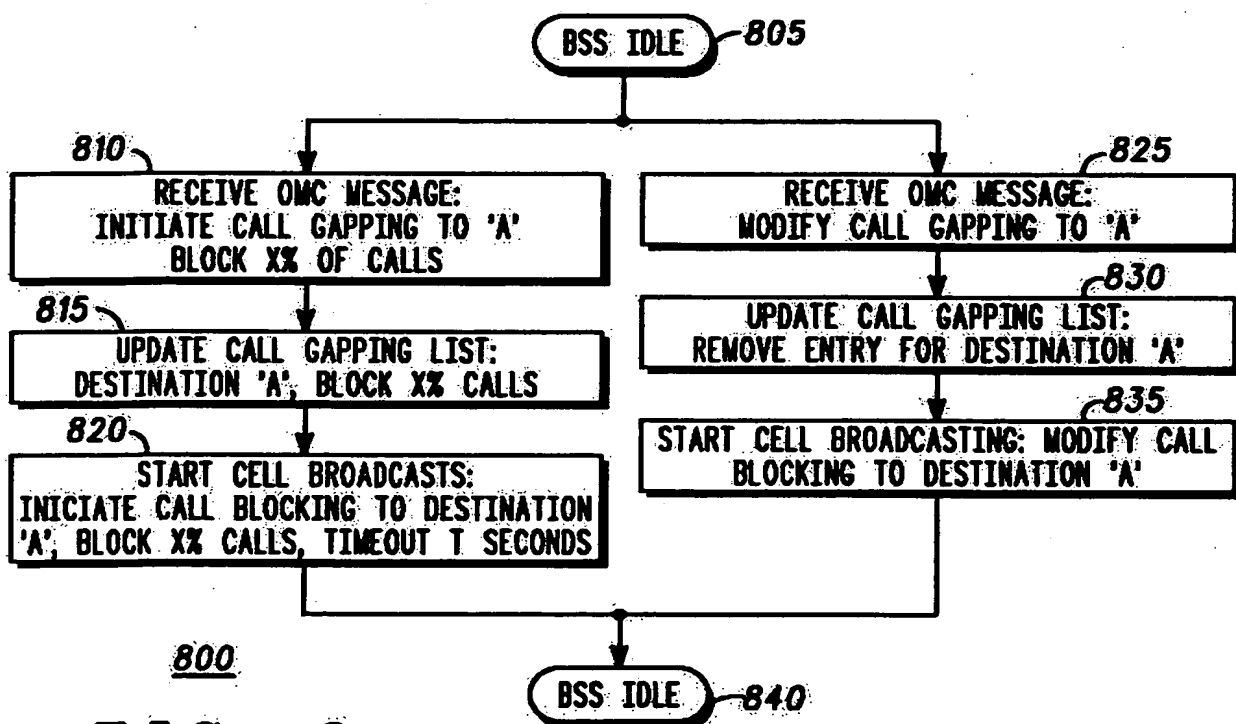 BSS IDLE
805
810
RECEIVE OMC MESSAGE:
INITIATE CALL GAPPING TO 'A'
BLOCK X% OF CALLS
815
UPDATE CALL GAPPING LIST:
DESTINATION 'A', BLOCK X% CALLS
820
START CELL BROADCASTS:
INICIATE CALL BLOCKING TO DESTINATION
'A', BLOCK X% CALLS, TIMEOUT T SECONDS
825
RECEIVE OMC MESSAGE:
MODIFY CALL GAPPING TO 'A'
830
UPDATE CALL GAPPING LIST:
REMOVE ENTRY FOR DESTINATION 'A'
835
START CELL BROADCASTING: MODIFY CALL
BLOCKING TO DESTINATION 'A'
800
BSS IDLE
840